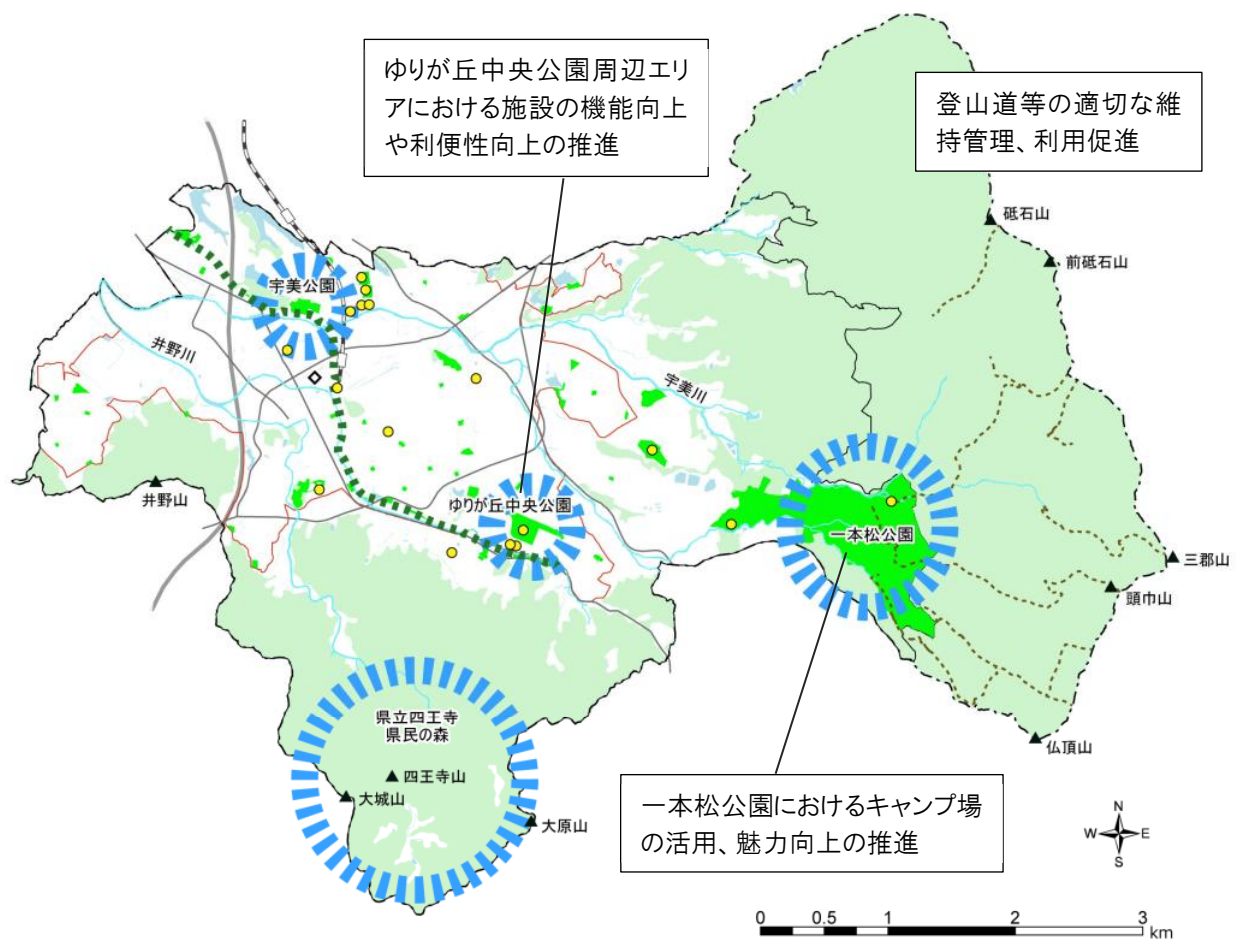 ゆりが丘中央公園周辺エリ
アにおける施設の機能向上
や利便性向上の推進
登山道等の適切な維
持管理、利用促進
砥石山
前砥石山
宇美公園
井野川
宇美川
井野山
ゆりが丘中央公園
一本松公園
三郡山
頭巾山
県立四王寺
県民の森
四王寺山
大城山
大原山
仏頂山
一本松公園におけるキャンプ場
の活用、魅力向上の推進
N
W E
S
0 0.5 1 2 3
km